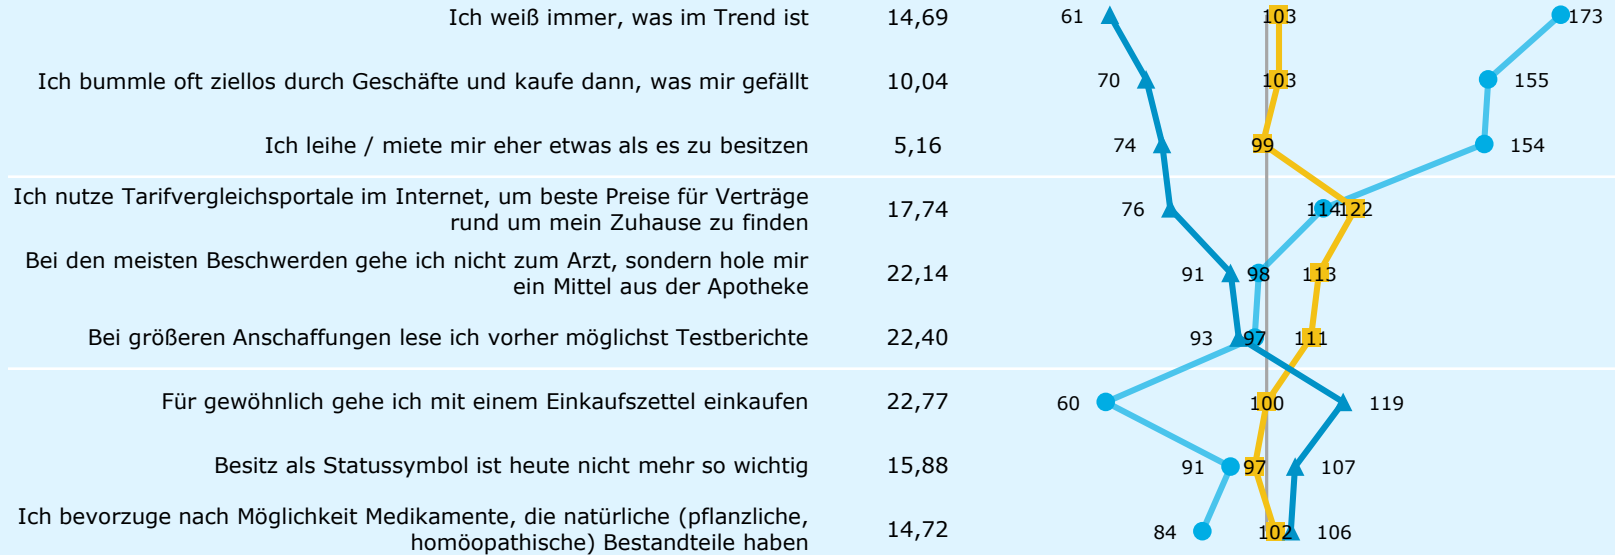 Ich weiß immer, was im Trend ist 14,69 61 103 173
Ich bummle oft ziellos durch Geschäfte und kaufe dann, was mir gefällt 10,04 70 103 155
Ich leihe / miete mir eher etwas als es zu besitzen 5,16 74 99 154
Ich nutze Tarifvergleichsportale im Internet, um beste Preise für Verträge
rund um mein Zuhause zu finden 17,74 76 114 122
Bei den meisten Beschwerden gehe ich nicht zum Arzt, sondern hole mir
ein Mittel aus der Apotheke 22,14 91 98 113
Bei größeren Anschaffungen lese ich vorher möglichst Testberichte 22,40 93 97 111
Für gewöhnlich gehe ich mit einem Einkaufszettel einkaufen 22,77 60 100 119
Besitz als Statussymbol ist heute nicht mehr so wichtig 15,88 91 97 107
Ich bevorzuge nach Möglichkeit Medikamente, die natürliche (pflanzliche,
homöopathische) Bestandteile haben 14,72 84 102 106